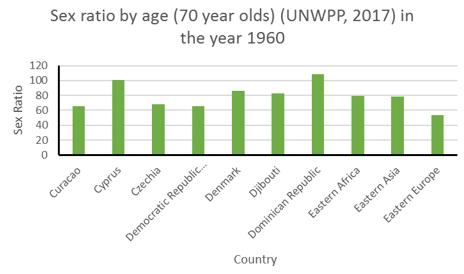 Sex ratio by age (70 year olds) (UNWPP, 2017) in
the year 1960
Sex Ratio
120
100
80
60
40
20
0
Curacao
Cyprus
Czechia
Democratic Republic...
Denmark
Djibouti
Dominican Republic
Eastern Africa
Eastern Asia
Eastern Europe
Country